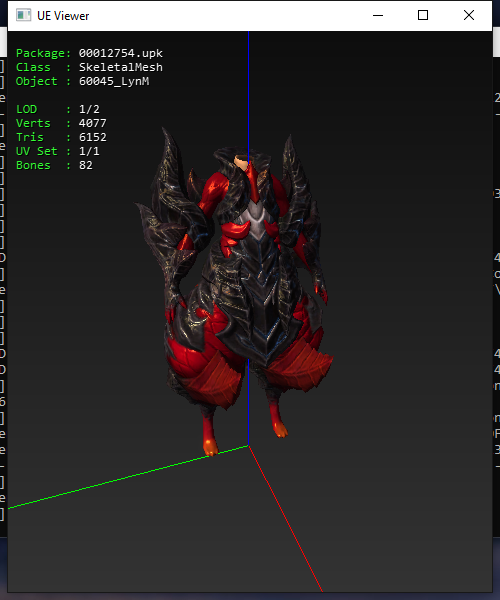 UE Viewer
Package: 00012754.upk
Class : SkeletalMesh
Object : 60045_LynM
LOD : 1/2
Verts : 4077
Tris : 6152
UV Set : 1/1
Bones : 82